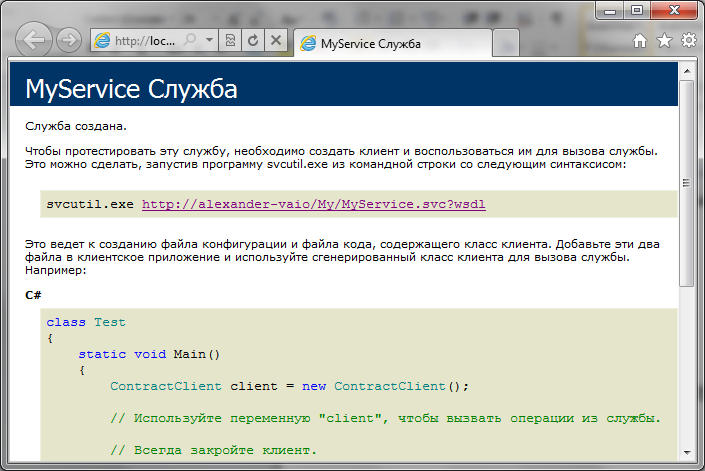 http://loc...
MyService Служба
MyService Служба
Служба создана.
Чтобы протестировать эту службу, необходимо создать клиент и воспользоваться им для вызова службы.
Это можно сделать, запустив программу svcutil.exe из командной строки со следующим синтаксисом:
svcutil.exe http://alexander-vaio/My/MyService.svc?wsdl
Это ведет к созданию файла конфигурации и файла кода, содержащего класс клиента. Добавьте эти два
файла в клиентское приложение и используйте сгенерированный класс клиента для вызова службы.
Например:
C#
class Test
{
static void Main()
{
ContractClient client = new ContractClient();
// Используйте переменную "client", чтобы вызвать операции из службы.
// Всегда закройте клиент.